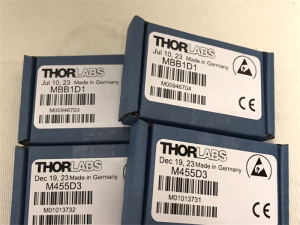 THORLABS
Jul 10, 23 Made in Germany
MBB1D1
M00946703
THORLABS
Jul 10, 23 Made in Germany
MBB1D1
M00946704
CE
THORLABS
Dec 19, 23 Made in Germany
M455D3
M01013732
THORLABS
Dec 19, 23 Made in Germany
M455D3
M01013731
CE